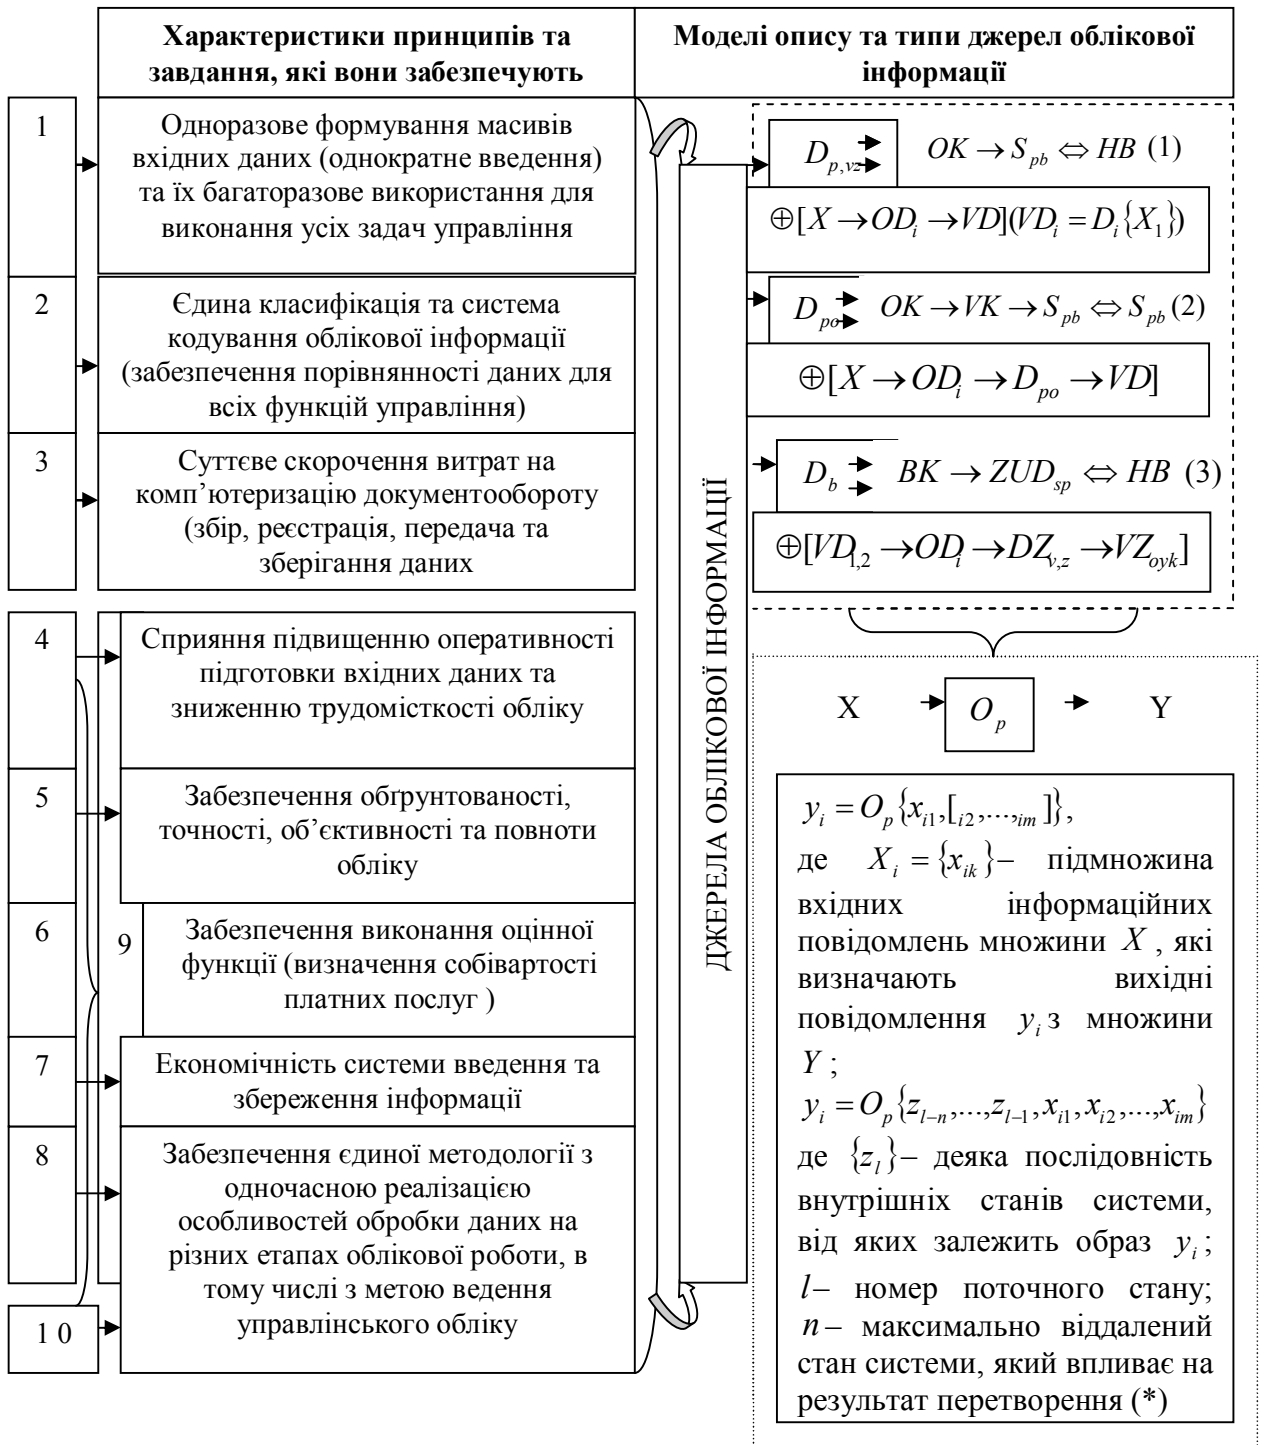 Характеристики принципів та
завдання, які вони забезпечують
Моделі опису та типи джерел облікової
інформації
1
Одноразове формування масивів
вхідних даних (однократне введення)
та їх багаторазове використання для
виконання усіх задач управління
2
Єдина класифікація та система
кодування облікової інформації
(забезпечення порівнянності даних для
всіх функцій управління)
3
Суттєве скорочення витрат на
комп’ютеризацію документообороту
(збір, реєстрація, передача та
зберігання даних
4
Сприяння підвищенню оперативності
підготовки вхідних даних та
зниженню трудомісткості обліку
5
Забезпечення обґрунтованості,
точності, об’єктивності та повноти
обліку
6
9
Забезпечення виконання оцінної
функції (визначення собівартості
платних послуг )
7
Економічність системи введення та
збереження інформації
8
Забезпечення єдиної методології з
одночасною реалізацією
особливостей обробки даних на
різних етапах облікової роботи, в
тому числі з метою ведення
управлінського обліку
1 0
ДЖЕРЕЛА ОБЛІКОВОЇ ІНФОРМАЦІЇ
D_{p,vz} OK → S_{pb} ⇔ HB (1)
⊕[X → OD_i → VD](VD_i = D_i{X_1})
D_{po} OK → VK → S_{pb} ⇔ S_{pb} (2)
⊕[X → OD_i → D_{po} → VD]
D_b BK → ZUD_{sp} ⇔ HB (3)
⊕[VD_{1,2} → OD_i → DZ_{v,z} → VZ_{oyk}]
X O_p Y
y_i = O_p{x_{i1},[_{i2},...,_{im}]},
де X_i = {x_{ik}}– підмножина
вхідних інформаційних
повідомлень множини X , які
визначають вихідні
повідомлення y_i з множини
Y ;
y_i = O_p{z_{l−n},...,z_{l−1},x_{i1},x_{i2},...,x_{im}}
де {z_l}– деяка послідовність
внутрішніх станів системи,
від яких залежить образ y_i ;
l– номер поточного стану;
n– максимально віддалений
стан системи, який впливає на
результат перетворення (*)